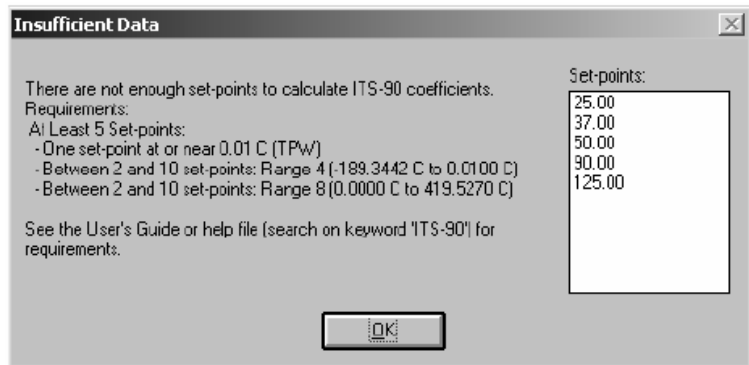 Insufficient Data
There are not enough set-points to calculate ITS-90 coefficients.
Requirements:
At Least 5 Set-points:
- One set-point at or near 0.01 C (TPW)
- Between 2 and 10 set-points: Range 4 (-189.3442 C to 0.0100 C)
- Between 2 and 10 set-points: Range 8 (0.0000 C to 419.5270 C)
See the User's Guide or help file (search on keyword 'ITS-90') for
requirements.
Set-points:
25.00
37.00
50.00
90.00
125.00
OK